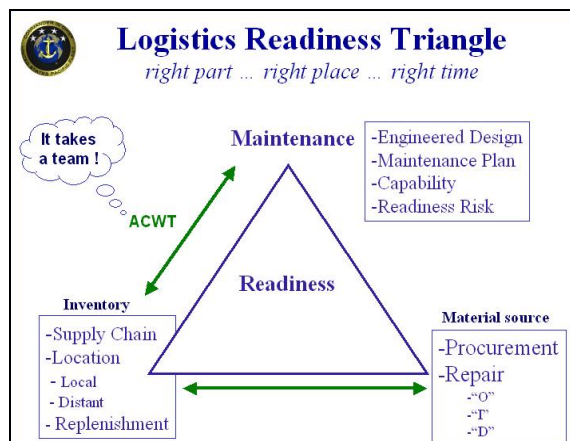 Logistics Readiness Triangle
right part ... right place ... right time
It takes
a team !
Maintenance
-Engineered Design
-Maintenance Plan
-Capability
-Readiness Risk
ACWT
Readiness
Inventory
-Supply Chain
-Location
- Local
- Distant
- Replenishment
Material source
-Procurement
-Repair
-"O"
-"I"
-"D"